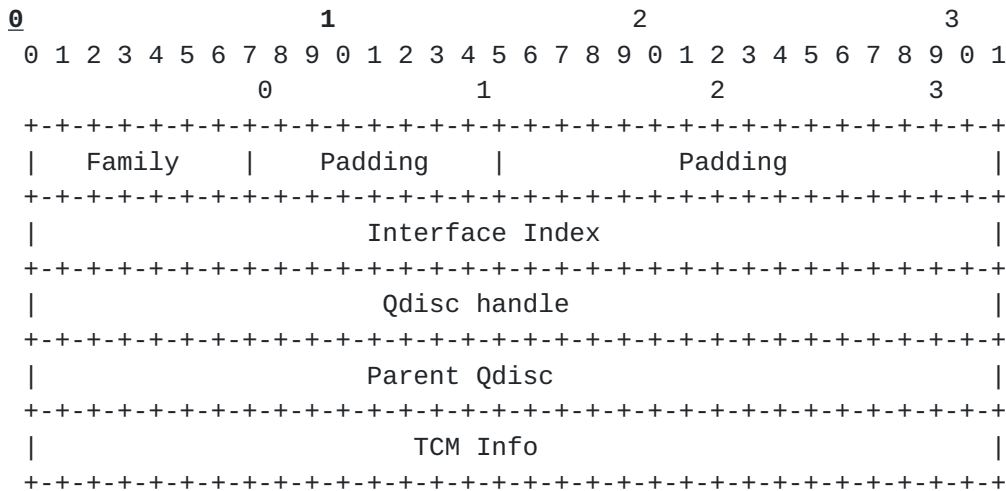 0                   1                   2                   3
 0 1 2 3 4 5 6 7 8 9 0 1 2 3 4 5 6 7 8 9 0 1 2 3 4 5 6 7 8 9 0 1
                0             1               2             3
 +-+-+-+-+-+-+-+-+-+-+-+-+-+-+-+-+-+-+-+-+-+-+-+-+-+-+-+-+-+-+-+
 |   Family    |    Padding    |           Padding             |
 +-+-+-+-+-+-+-+-+-+-+-+-+-+-+-+-+-+-+-+-+-+-+-+-+-+-+-+-+-+-+-+
 |                     Interface Index                         |
 +-+-+-+-+-+-+-+-+-+-+-+-+-+-+-+-+-+-+-+-+-+-+-+-+-+-+-+-+-+-+-+
 |                      Qdisc handle                           |
 +-+-+-+-+-+-+-+-+-+-+-+-+-+-+-+-+-+-+-+-+-+-+-+-+-+-+-+-+-+-+-+
 |                     Parent Qdisc                            |
 +-+-+-+-+-+-+-+-+-+-+-+-+-+-+-+-+-+-+-+-+-+-+-+-+-+-+-+-+-+-+-+
 |                        TCM Info                             |
 +-+-+-+-+-+-+-+-+-+-+-+-+-+-+-+-+-+-+-+-+-+-+-+-+-+-+-+-+-+-+-+